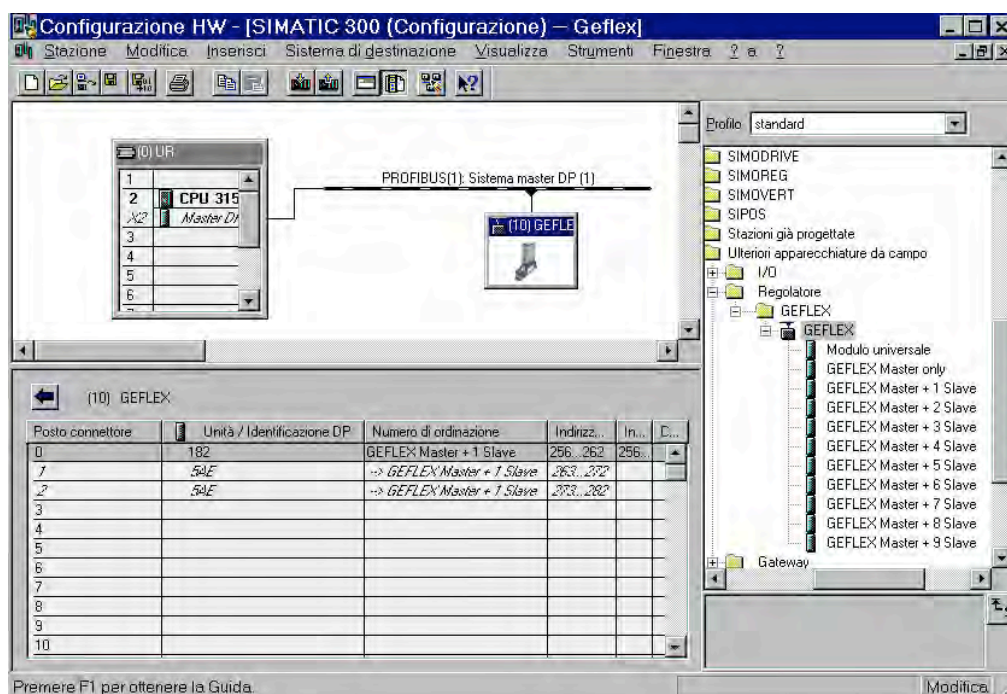 Configurazione HW - [SIMATIC 300 (Configurazione) -- Geflex]
Stazione Modifica Inserisci Sistema di destinazione Visualizza Strumenti Finestra ? a ?
(0) UR
1
2 CPU 315
X2 Master DP
3
4
5
6
PROFIBUS(1): Sistema master DP (1)
(10) GEFLE
Profilo standard
SIMODRIVE
SIMOREG
SIMOVERT
SIPOS
Stazioni già progettate
Ulteriori apparecchiature da campo
I/O
Regolatore
GEFLEX
GEFLEX
Modulo universale
GEFLEX Master only
GEFLEX Master + 1 Slave
GEFLEX Master + 2 Slave
GEFLEX Master + 3 Slave
GEFLEX Master + 4 Slave
GEFLEX Master + 5 Slave
GEFLEX Master + 6 Slave
GEFLEX Master + 7 Slave
GEFLEX Master + 8 Slave
GEFLEX Master + 9 Slave
Gateway
(10) GEFLEX
Posto connettore Unità / Identificazione DP Numero di ordinazione Indirizz... In... C...
0 182 GEFLEX Master + 1 Slave 256...262 256...
1 5AE --> GEFLEX Master + 1 Slave 263...272
2 5AE --> GEFLEX Master + 1 Slave 273...282
3
4
5
6
7
8
9
10
Premere F1 per ottenere la Guida.
Modifica